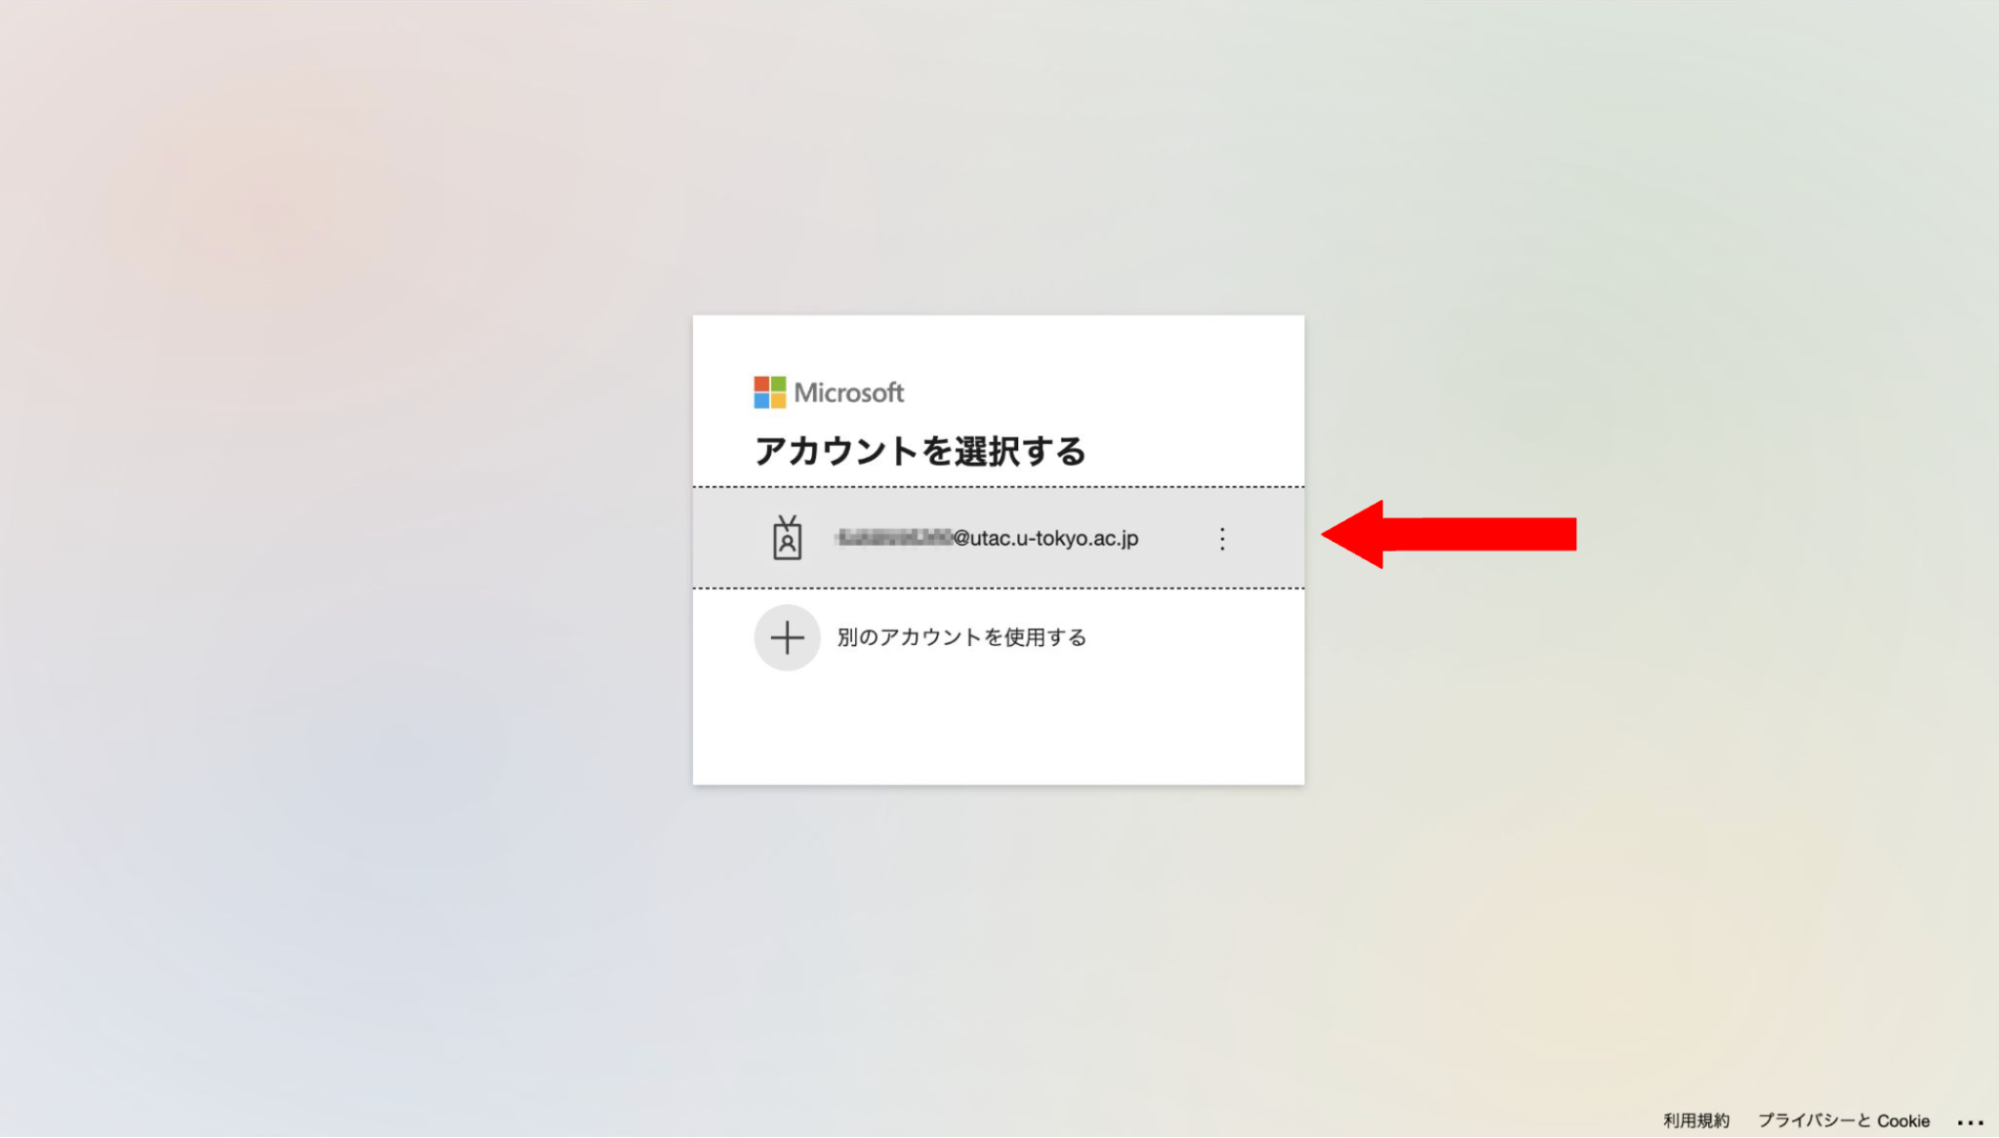 Microsoft
アカウントを選択する
@utac.u-tokyo.ac.jp
別のアカウントを使用する
利用規約 プライバシーと Cookie